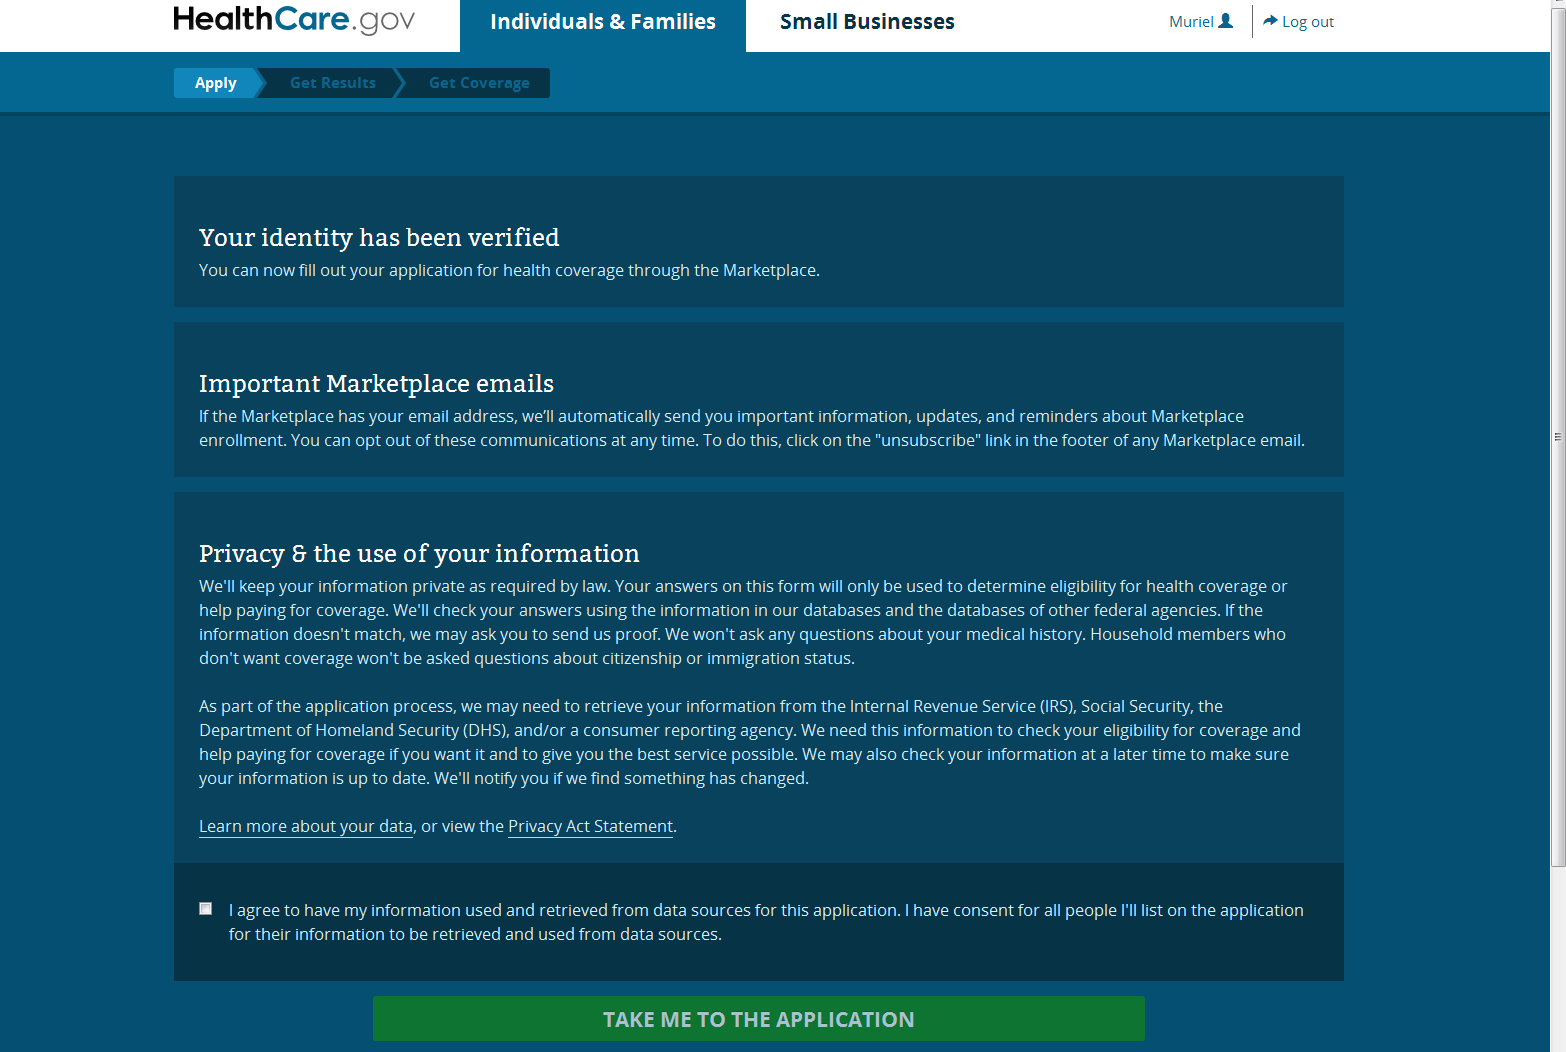 HealthCare.gov
Individuals & Families
Small Businesses
Muriel
Log out
Apply
Get Results
Get Coverage
Your identity has been verified
You can now fill out your application for health coverage through the Marketplace.
Important Marketplace emails
If the Marketplace has your email address, we’ll automatically send you important information, updates, and reminders about Marketplace
enrollment. You can opt out of these communications at any time. To do this, click on the "unsubscribe" link in the footer of any Marketplace email.
Privacy & the use of your information
We'll keep your information private as required by law. Your answers on this form will only be used to determine eligibility for health coverage or
help paying for coverage. We'll check your answers using the information in our databases and the databases of other federal agencies. If the
information doesn't match, we may ask you to send us proof. We won't ask any questions about your medical history. Household members who
don't want coverage won't be asked questions about citizenship or immigration status.
As part of the application process, we may need to retrieve your information from the Internal Revenue Service (IRS), Social Security, the
Department of Homeland Security (DHS), and/or a consumer reporting agency. We need this information to check your eligibility for coverage and
help paying for coverage if you want it and to give you the best service possible. We may also check your information at a later time to make sure
your information is up to date. We'll notify you if we find something has changed.
Learn more about your data, or view the Privacy Act Statement.
I agree to have my information used and retrieved from data sources for this application. I have consent for all people I'll list on the application
for their information to be retrieved and used from data sources.
TAKE ME TO THE APPLICATION